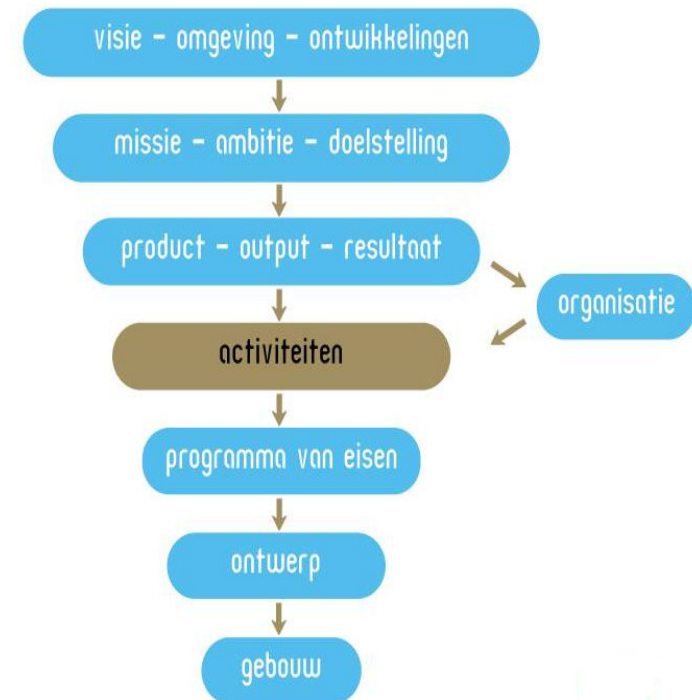 visie – omgeving – ontwikkelingen
missie – ambitie – doelstelling
product – output – resultaat
organisatie
activiteiten
programma van eisen
ontwerp
gebouw